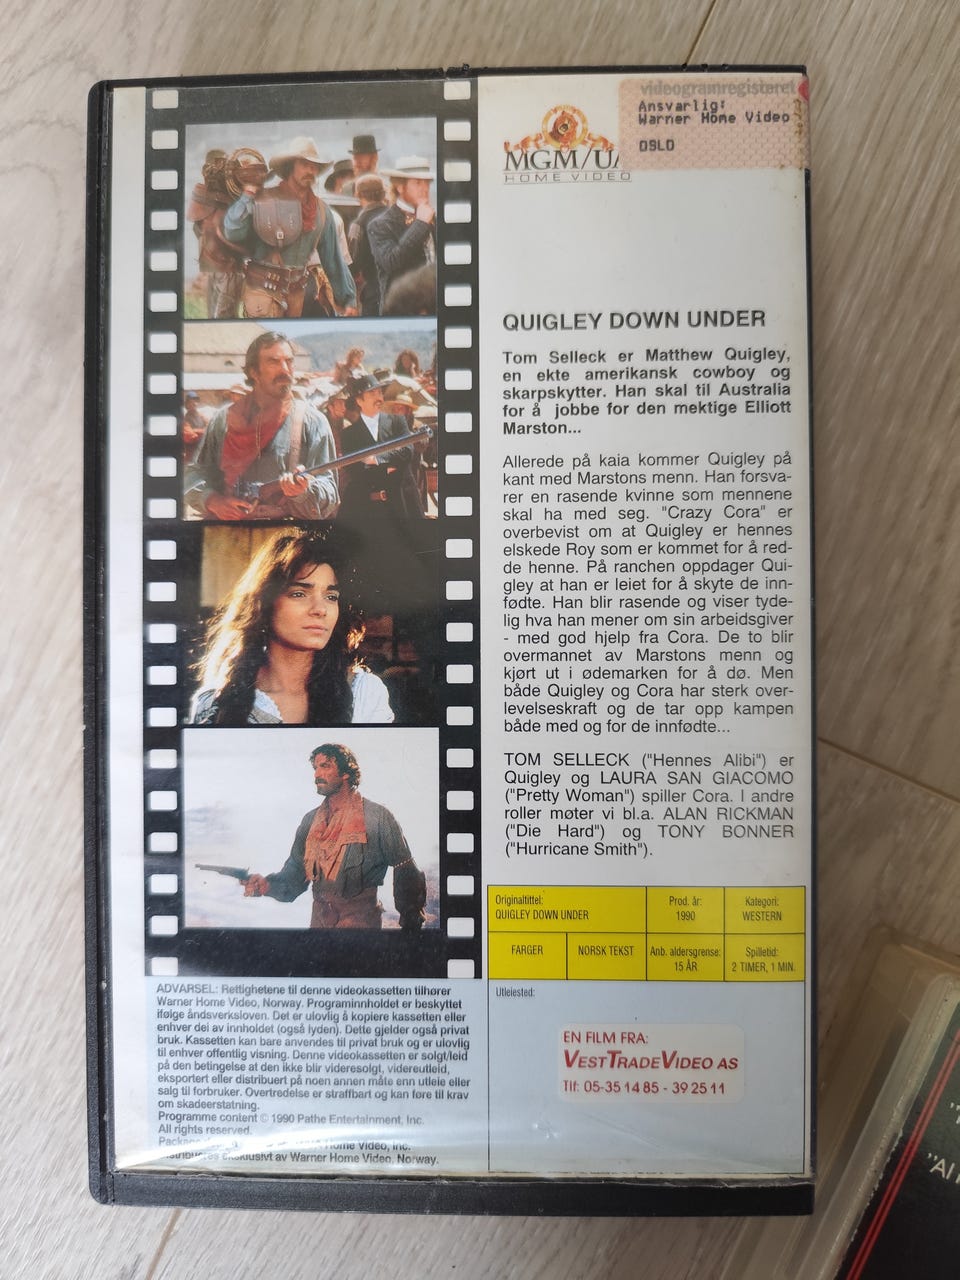 videogramregisteret
Ansvarlig:
Warner Home Video
OSLO
MGM/UA
HOME VIDEO
QUIGLEY DOWN UNDER
Tom Selleck er Matthew Quigley,
en ekte amerikansk cowboy og
skarpskytter. Han skal til Australia
for å jobbe for den mektige Elliott
Marston...
Allerede på kaia kommer Quigley på
kant med Marstons menn. Han forsva-
rer en rasende kvinne som mennene
skal ha med seg. "Crazy Cora" er
overbevist om at Quigley er hennes
elskede Roy som er kommet for å red-
de henne. På ranchen oppdager Qui-
gley at han er leiet for å skyte de inn-
fødte. Han blir rasende og viser tyde-
lig hva han mener om sin arbeidsgiver
- med god hjelp fra Cora. De to blir
overmannet av Marstons menn og
kjørt ut i ødemarken for å dø. Men
både Quigley og Cora har sterk over-
levelseskraft og de tar opp kampen
både med og for de innfødte...
TOM SELLECK ("Hennes Alibi") er
Quigley og LAURA SAN GIACOMO
("Pretty Woman") spiller Cora. I andre
roller møter vi bl.a. ALAN RICKMAN
("Die Hard") og TONY BONNER
("Hurricane Smith").
Originaltittel:
QUIGLEY DOWN UNDER
Prod. år:
1990
Kategori:
WESTERN
FARGER
NORSK TEKST
Anb. aldersgrense:
15 ÅR
Spilletid:
2 TIMER, 1 MIN.
ADVARSEL: Rettighetene til denne videokassetten tilhører
Warner Home Video, Norway. Programinnholdet er beskyttet
ifølge åndsverksloven. Det er ulovlig å kopiere kassetten eller
enhver del av innholdet (også lyden). Dette gjelder også privat
bruk. Kassetten kan bare anvendes til privat bruk og er ulovlig
til enhver offentlig visning. Denne videokassetten er solgt/leid
på den betingelse at den ikke blir videresolgt, videreutleid,
eksportert eller distribuert på noen annen måte enn utleie eller
salg til forbruker. Overtredelse er straffbart og kan føre til krav
om skadeerstatning.
Programme content © 1990 Pathe Entertainment, Inc.
All rights reserved.
Home Video, Inc.
eksklusivt av Warner Home Video, Norway.
Utleiested:
EN FILM FRA:
VESTTRADEVIDEO AS
Tlf: 05-35 14 85 - 39 25 11